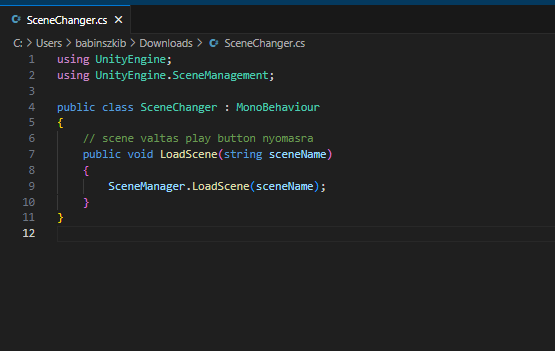 SceneChanger.cs
C: > Users > babinszkib > Downloads > SceneChanger.cs
1 using UnityEngine;
2 using UnityEngine.SceneManagement;
3
4 public class SceneChanger : MonoBehaviour
5 {
6 // scene valtas play button nyomasra
7 public void LoadScene(string sceneName)
8 {
9 SceneManager.LoadScene(sceneName);
10 }
11 }
12